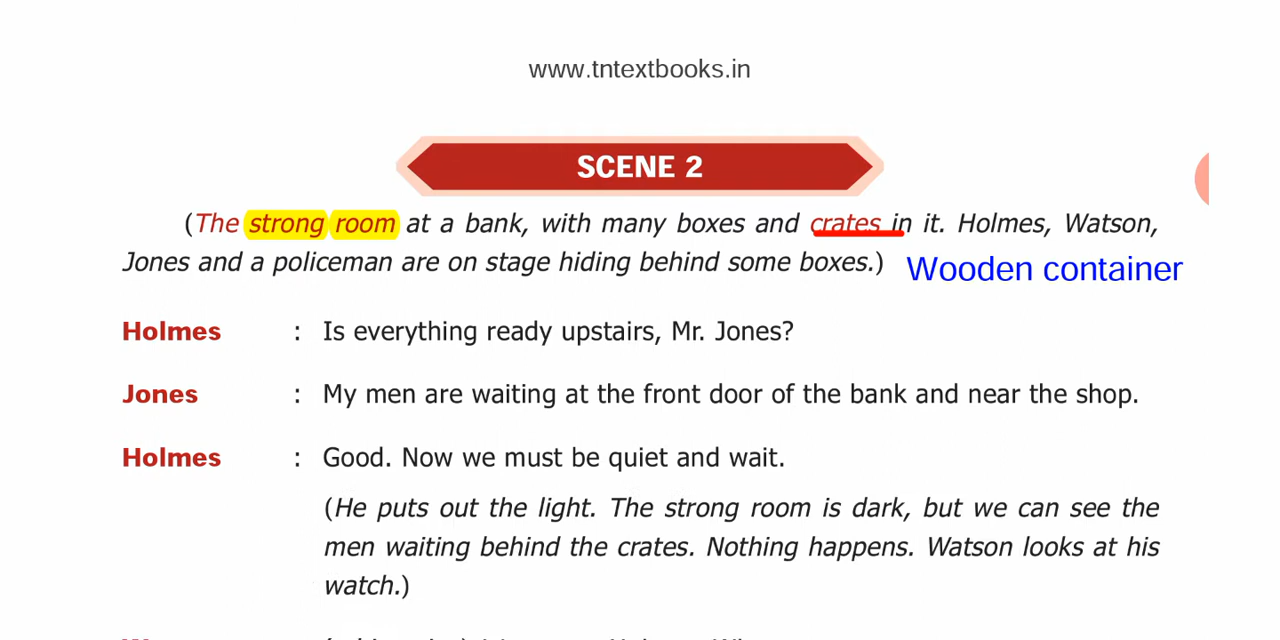 www.tntextbooks.in
SCENE 2
(The strong room at a bank, with many boxes and crates in it. Holmes, Watson,
Jones and a policeman are on stage hiding behind some boxes.) Wooden container
Holmes : Is everything ready upstairs, Mr. Jones?
Jones : My men are waiting at the front door of the bank and near the shop.
Holmes : Good. Now we must be quiet and wait.
(He puts out the light. The strong room is dark, but we can see the
men waiting behind the crates. Nothing happens. Watson looks at his
watch.)